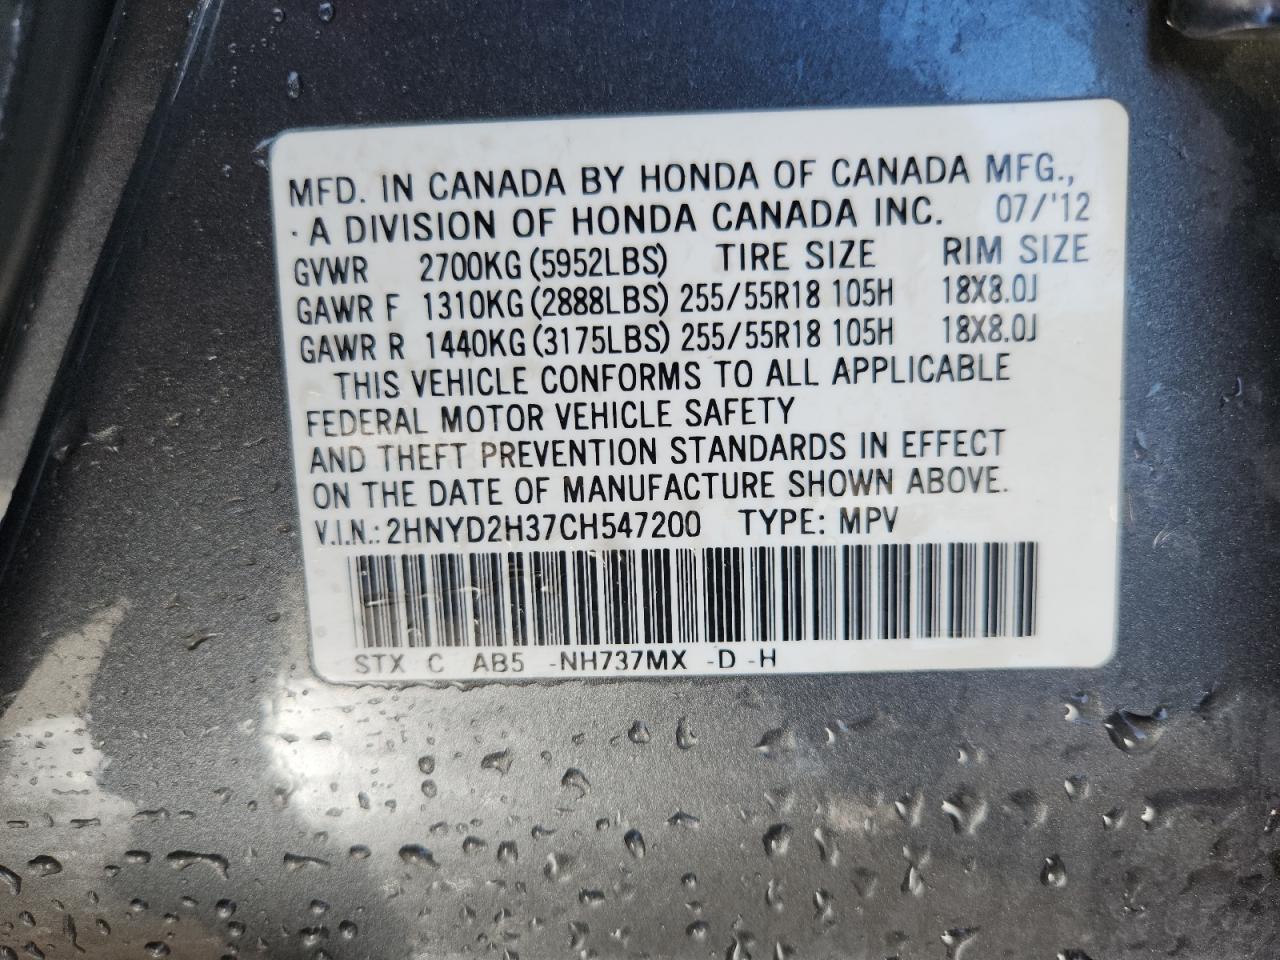 MFD. IN CANADA BY HONDA OF CANADA MFG.,
A DIVISION OF HONDA CANADA INC. 07/'12
GVWR 2700KG (5952LBS) TIRE SIZE RIM SIZE
GAWR F 1310KG (2888LBS) 255/55R18 105H 18X8.0J
GAWR R 1440KG (3175LBS) 255/55R18 105H 18X8.0J
THIS VEHICLE CONFORMS TO ALL APPLICABLE
FEDERAL MOTOR VEHICLE SAFETY
AND THEFT PREVENTION STANDARDS IN EFFECT
ON THE DATE OF MANUFACTURE SHOWN ABOVE.
V.I.N.: 2HNYD2H37CH547200 TYPE: MPV
STX C AB5 -NH737MX -D -H